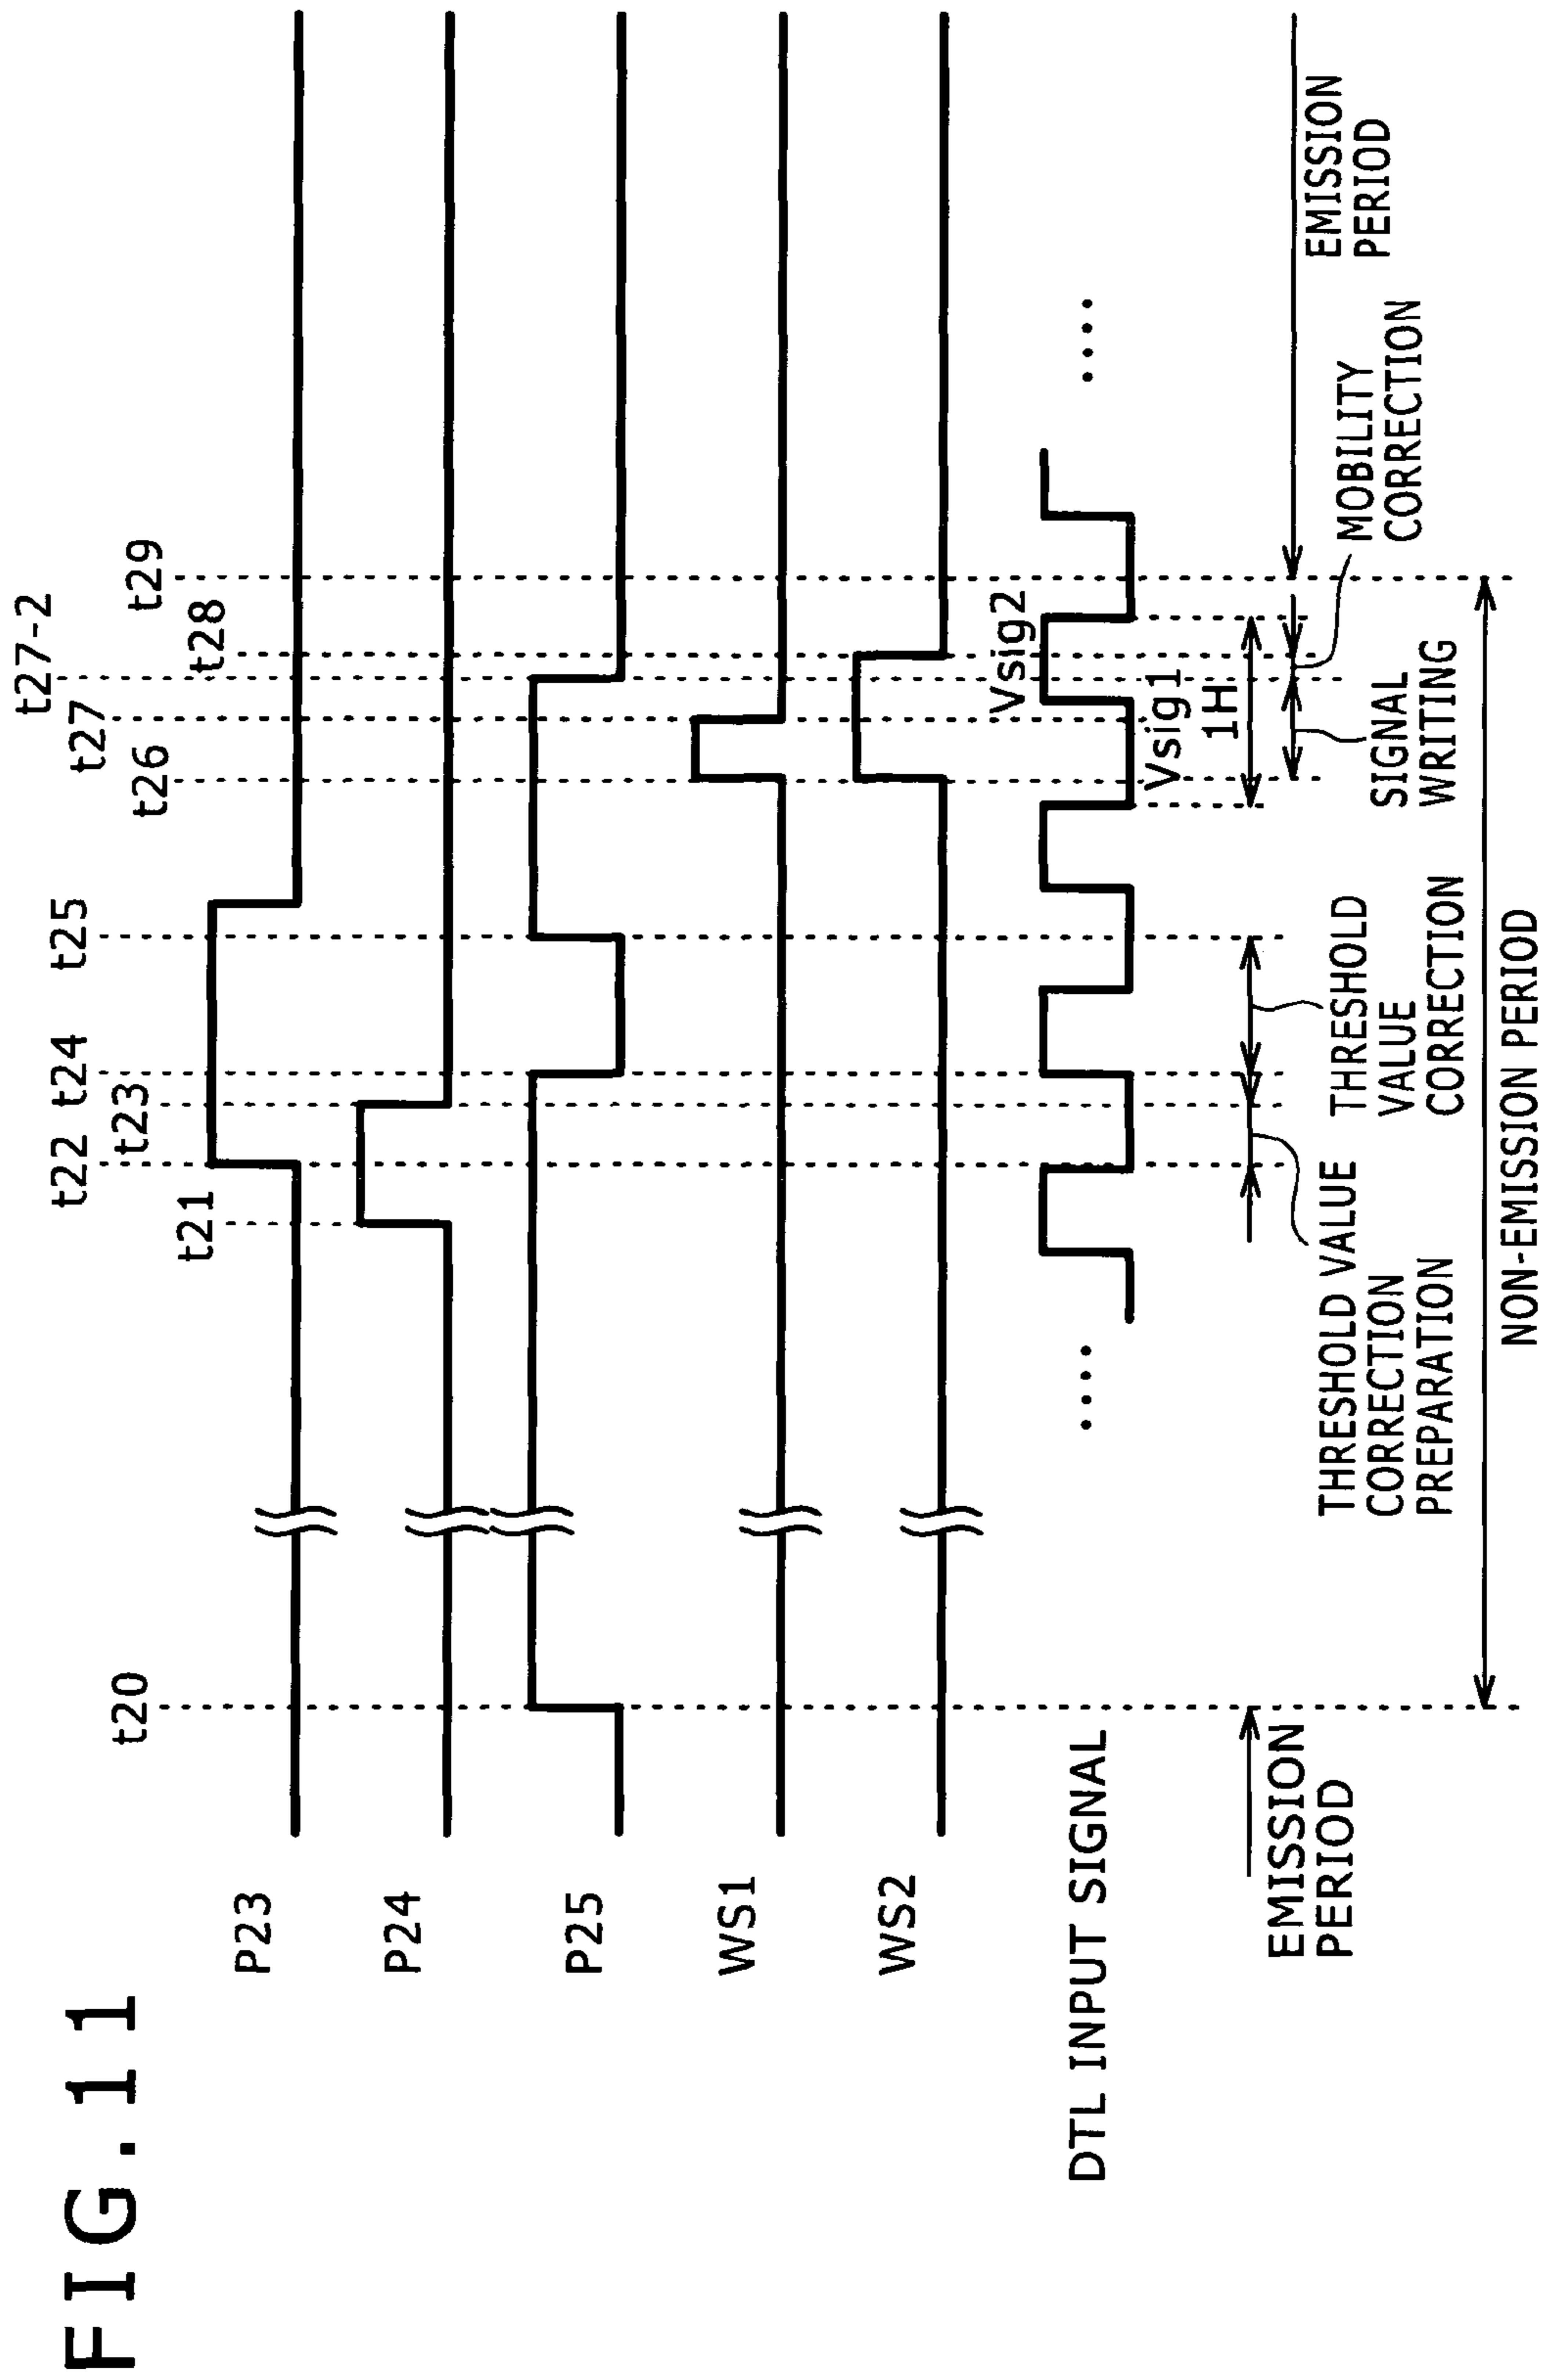 FIG.11
t20
t21
t22
t23
t24
t25
t26
t27
t27-2
t28
t29
P23
P24
P25
WS1
WS2
DTL INPUT SIGNAL
Vsig1
Vsig2
1H
EMISSION
PERIOD
THRESHOLD VALUE
CORRECTION
PREPARATION
THRESHOLD
VALUE
CORRECTION
SIGNAL
WRITING
MOBILITY
CORRECTION
EMISSION
PERIOD
NON-EMISSION PERIOD